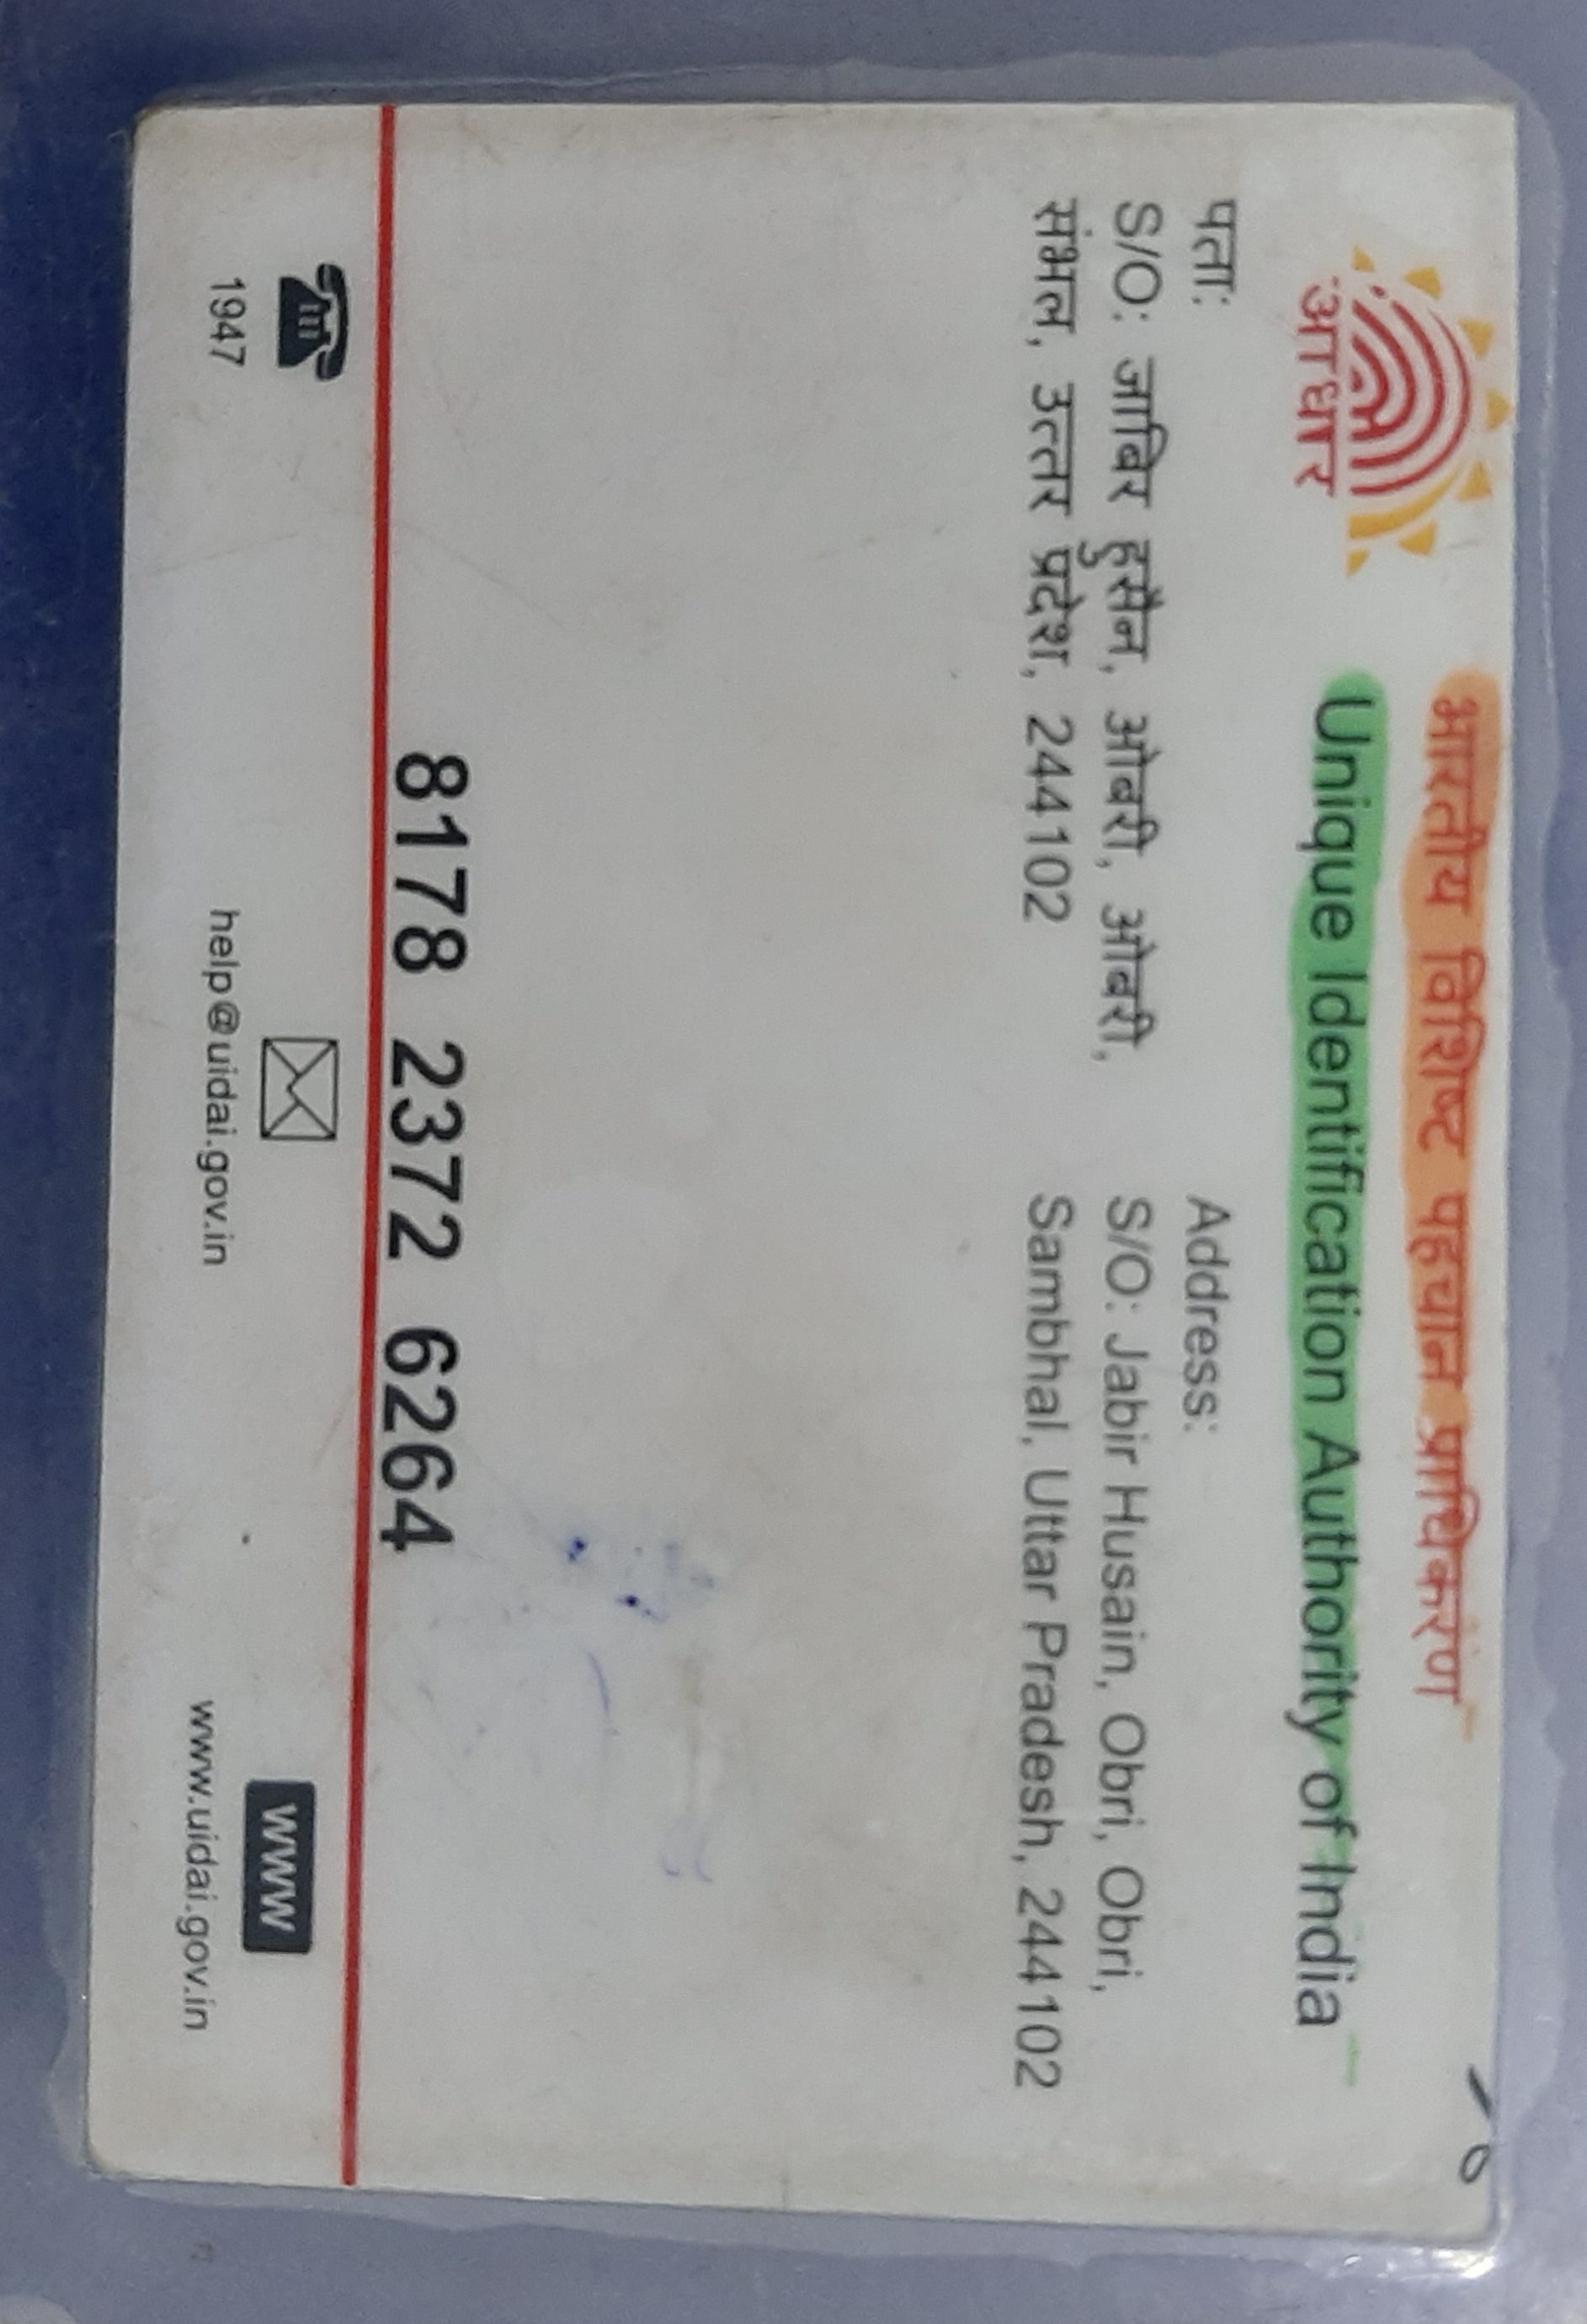 भारतीय विशिष्ट पहचान प्राधिकरण
Unique Identification Authority of India
आधार
पता:
S/O: जाबिर हुसैन, ओबरी, ओबरी,
संभल, उत्तर प्रदेश, 244102
Address:
S/O: Jabir Husain, Obri, Obri,
Sambhal, Uttar Pradesh, 244102
8178 2372 6264
1947
help@uidai.gov.in
www
www.uidai.gov.in